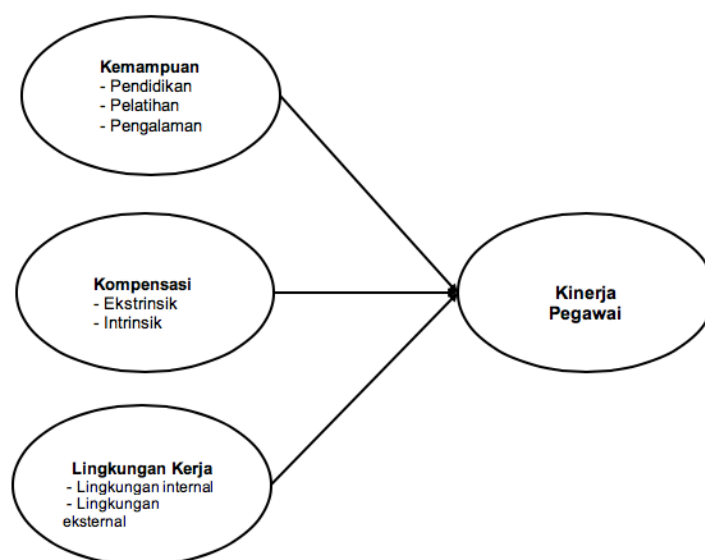 Kemampuan
- Pendidikan
- Pelatihan
- Pengalaman
Kompensasi
- Ekstrinsik
- Intrinsik
Kinerja
Pegawai
Lingkungan Kerja
- Lingkungan internal
- Lingkungan
eksternal